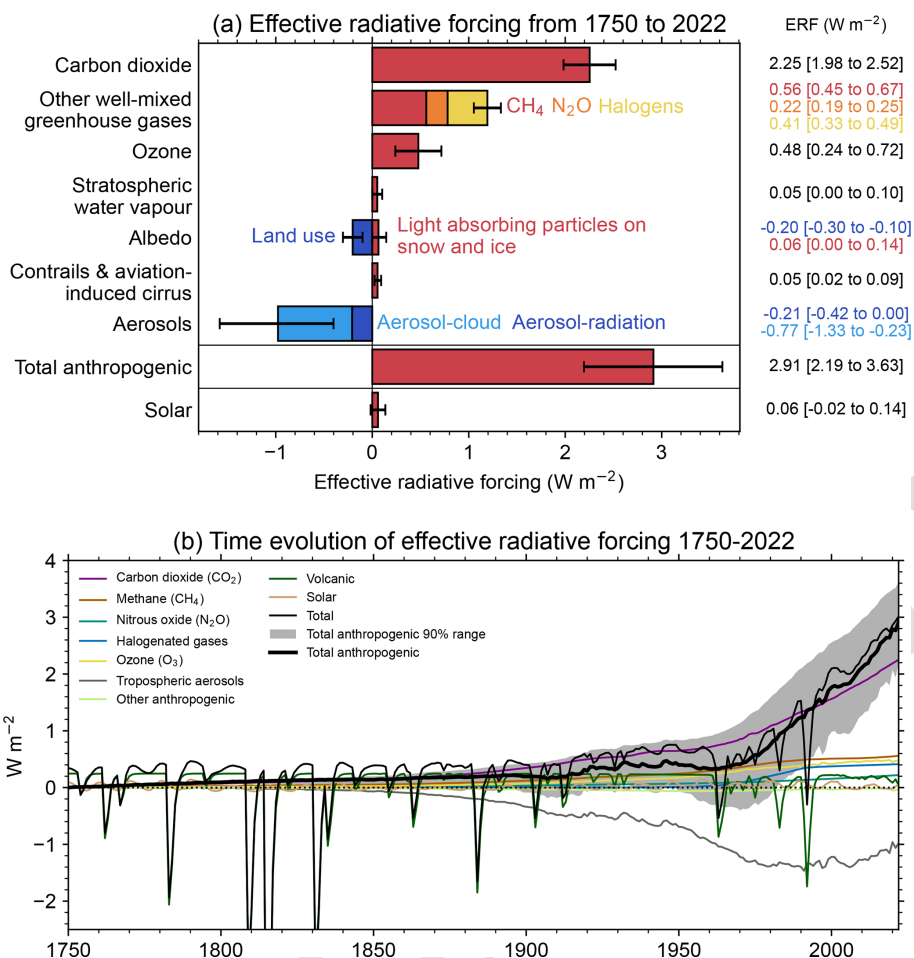 (a) Effective radiative forcing from 1750 to 2022
ERF (W m−2)
Carbon dioxide
2.25 [1.98 to 2.52]
Other well-mixed
greenhouse gases
CH4 N2O Halogens
0.56 [0.45 to 0.67]
0.22 [0.19 to 0.25]
0.41 [0.33 to 0.49]
Ozone
0.48 [0.24 to 0.72]
Stratospheric
water vapour
0.05 [0.00 to 0.10]
Albedo
Land use
Light absorbing particles on
snow and ice
-0.20 [-0.30 to -0.10]
0.06 [0.00 to 0.14]
Contrails & aviation-
induced cirrus
0.05 [0.02 to 0.09]
Aerosols
Aerosol-cloud Aerosol-radiation
-0.21 [-0.42 to 0.00]
-0.77 [-1.33 to -0.23]
Total anthropogenic
2.91 [2.19 to 3.63]
Solar
0.06 [-0.02 to 0.14]
−1 0 1 2 3
Effective radiative forcing (W m−2)
(b) Time evolution of effective radiative forcing 1750-2022
W m−2
4
3
2
1
0
−1
−2
Carbon dioxide (CO2)
Methane (CH4)
Nitrous oxide (N2O)
Halogenated gases
Ozone (O3)
Tropospheric aerosols
Other anthropogenic
Volcanic
Solar
Total
Total anthropogenic 90% range
Total anthropogenic
1750 1800 1850 1900 1950 2000